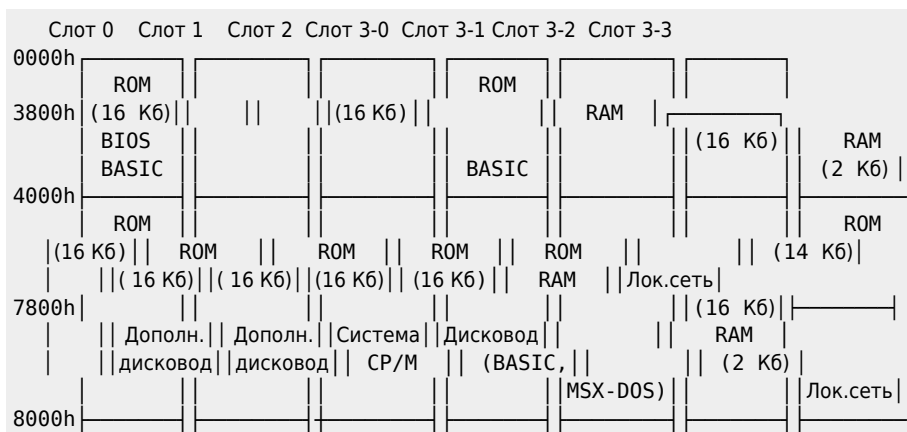 Слот 0 Слот 1 Слот 2 Слот 3-0 Слот 3-1 Слот 3-2 Слот 3-3
0000h
ROM ROM
3800h (16 Кб) (16 Кб) RAM
BIOS (16 Кб) RAM
BASIC BASIC (2 Кб)
4000h
ROM ROM
(16 Кб) ROM ROM ROM ROM (14 Кб)
( 16 Кб) ( 16 Кб) (16 Кб) (16 Кб) RAM Лок.сеть
7800h (16 Кб)
Дополн. Дополн. Система Дисковод RAM
дисковод дисковод CP/M (BASIC, (2 Кб)
MSX-DOS) Лок.сеть
8000h